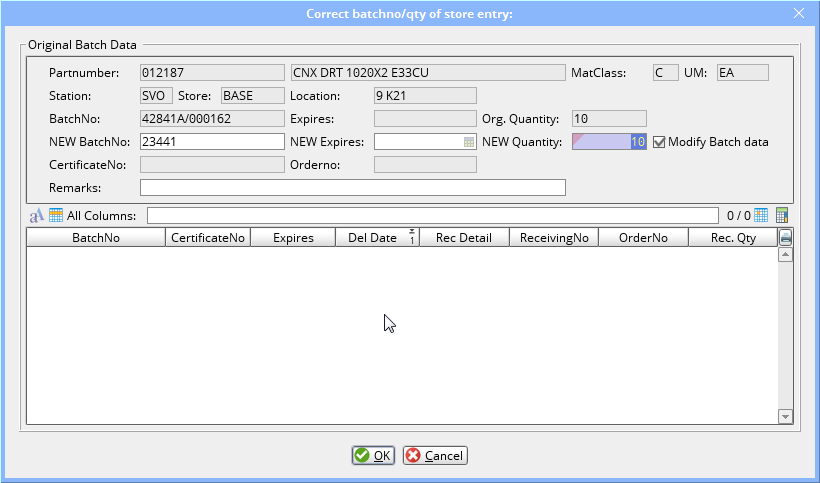 Correct batchno/qty of store entry:
Original Batch Data
Partnumber: 012187 CNX DRT 1020X2 E33CU MatClass: C UM: EA
Station: SVO Store: BASE Location: 9 K21
BatchNo: 42841A/000162 Expires: Org. Quantity: 10
NEW BatchNo: 23441 NEW Expires: NEW Quantity: 10 Modify Batch data
CertificateNo: Orderno:
Remarks:
All Columns: 0 / 0
BatchNo CertificateNo Expires Del Date 1 Rec Detail ReceivingNo OrderNo Rec. Qty
OK Cancel